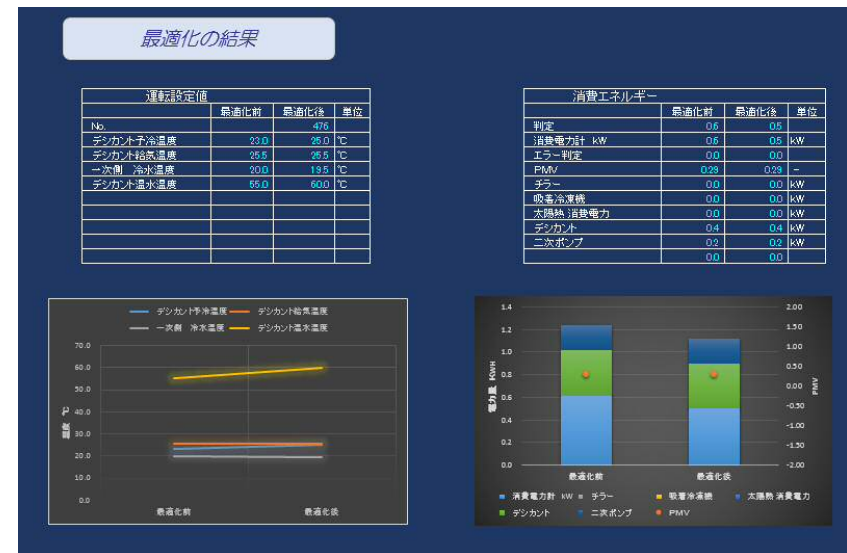 最適化の結果
運転設定値
最適化前 最適化後 単位
No. 476
デシカント予冷温度 23.0 25.0 ℃
デシカント給気温度 25.5 25.5 ℃
一次側 冷水温度 20.0 19.5 ℃
デシカント温水温度 55.0 60.0 ℃
消費エネルギー
最適化前 最適化後 単位
判定 0.6 0.5
消費電力計 kW 0.6 0.5 kW
エラー判定 0.0 0.0
PMV 0.29 0.29 −
チラー 0.0 0.0 kW
吸着冷凍機 0.0 0.0 kW
太陽熱 消費電力 0.0 0.0 kW
デシカント 0.4 0.4 kW
二次ポンプ 0.2 0.2 kW
0.0 0.0
デシカント予冷温度 デシカント給気温度
一次側 冷水温度 デシカント温水温度
70.0
60.0
50.0
40.0
30.0
20.0
10.0
0.0
温度 ℃
最適化前 最適化後
1.4
1.2
1.0
0.8
0.6
0.4
0.2
0.0
電力量 KWH
2.00
1.50
1.00
0.50
0.00
-0.50
-1.00
-1.50
-2.00
PMV
最適化前 最適化後
消費電力計 kW チラー 吸着冷凍機 太陽熱 消費電力
デシカント 二次ポンプ PMV